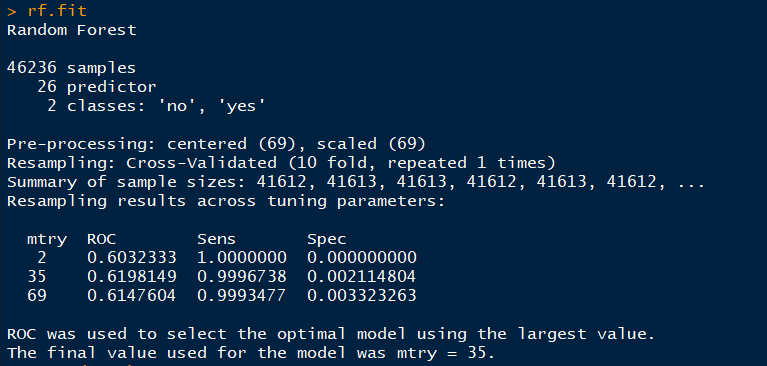 > rf.fit
Random Forest
46236 samples
26 predictor
2 classes: 'no', 'yes'
Pre-processing: centered (69), scaled (69)
Resampling: Cross-Validated (10 fold, repeated 1 times)
Summary of sample sizes: 41612, 41613, 41613, 41612, 41613, 41612, ...
Resampling results across tuning parameters:
mtry ROC Sens Spec
2 0.6032333 1.0000000 0.000000000
35 0.6198149 0.9996738 0.002114804
69 0.6147604 0.9993477 0.003323263
ROC was used to select the optimal model using the largest value.
The final value used for the model was mtry = 35.